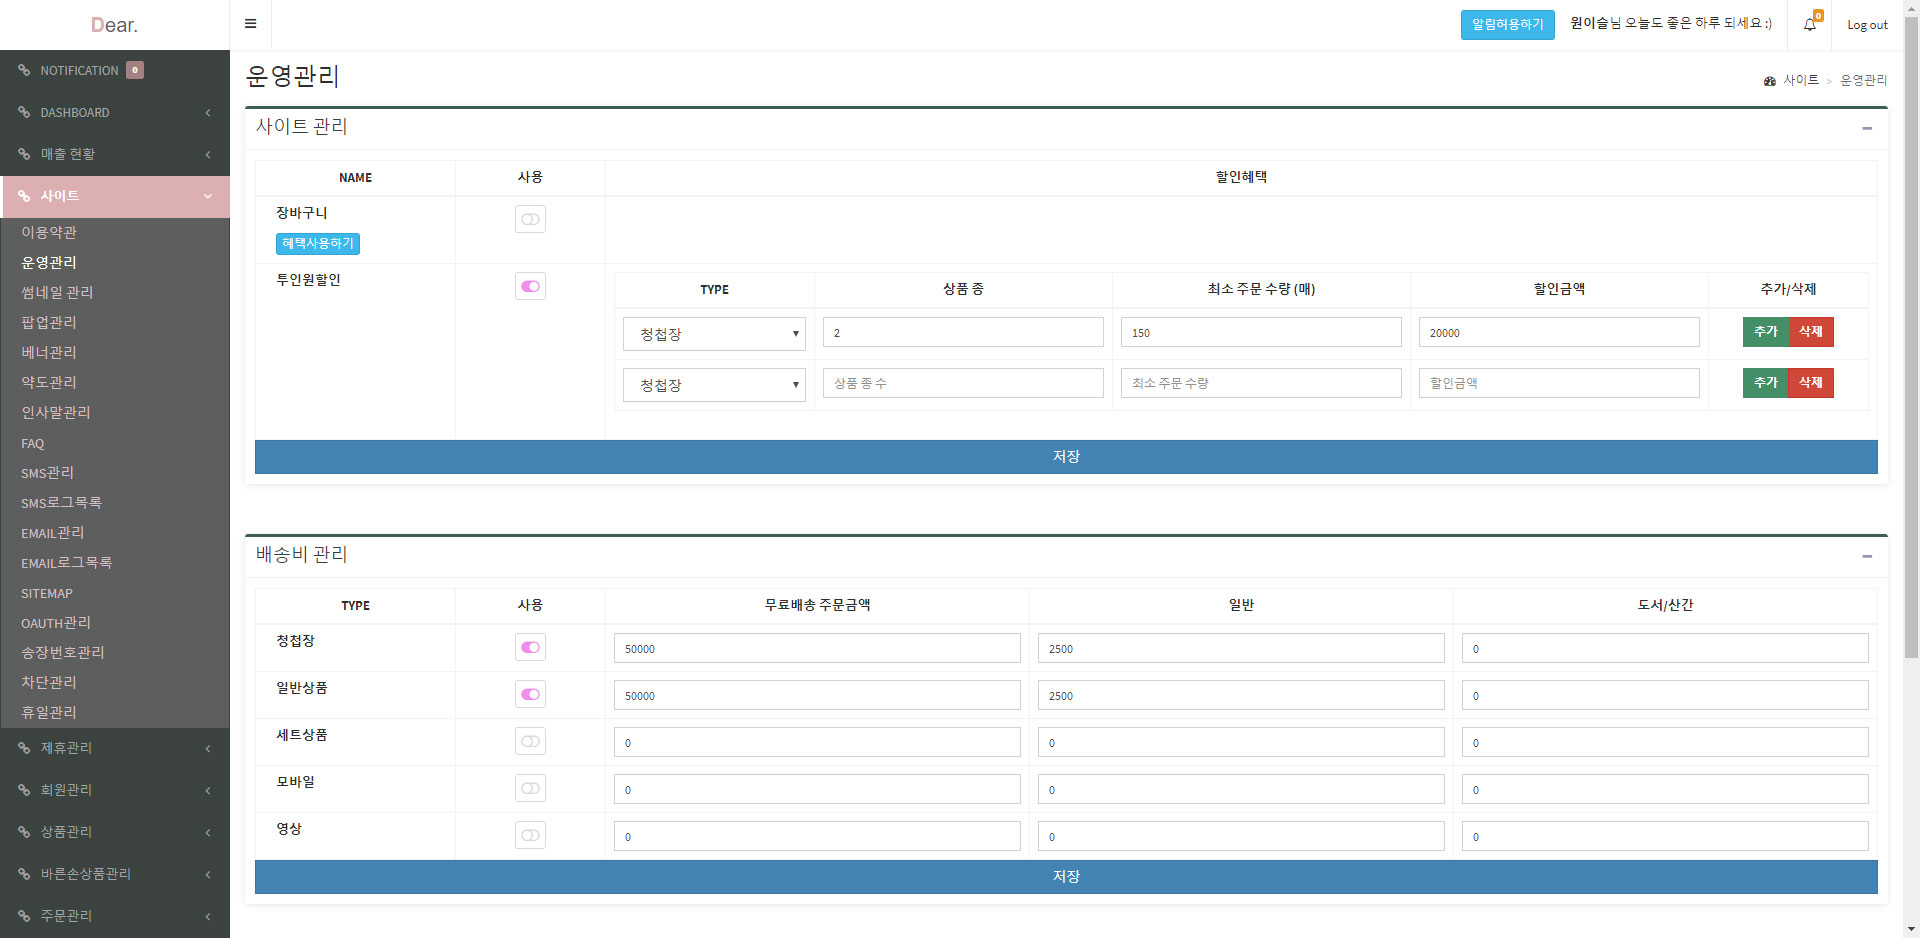 Dear.
알림허용하기
원이슬님 오늘도 좋은 하루 되세요 :)
0
Log out
NOTIFICATION 0
DASHBOARD
매출 현황
사이트
이용약관
운영관리
썸네일 관리
팝업관리
베너관리
약도관리
인사말관리
FAQ
SMS관리
SMS로그목록
EMAIL관리
EMAIL로그목록
SITEMAP
OAUTH관리
송장번호관리
차단관리
휴일관리
제휴관리
회원관리
상품관리
바른손상품관리
주문관리
운영관리
사이트 > 운영관리
사이트 관리
NAME 사용 할인혜택
장바구니
혜택사용하기
투인원할인
TYPE 상품 종 최소 주문 수량 (매) 할인금액 추가/삭제
청첩장 2 150 20000 추가 삭제
청첩장 상품 종 수 최소 주문 수량 할인금액 추가 삭제
저장
배송비 관리
TYPE 사용 무료배송 주문금액 일반 도서/산간
청첩장 50000 2500 0
일반상품 50000 2500 0
세트상품 0 0 0
모바일 0 0 0
영상 0 0 0
저장